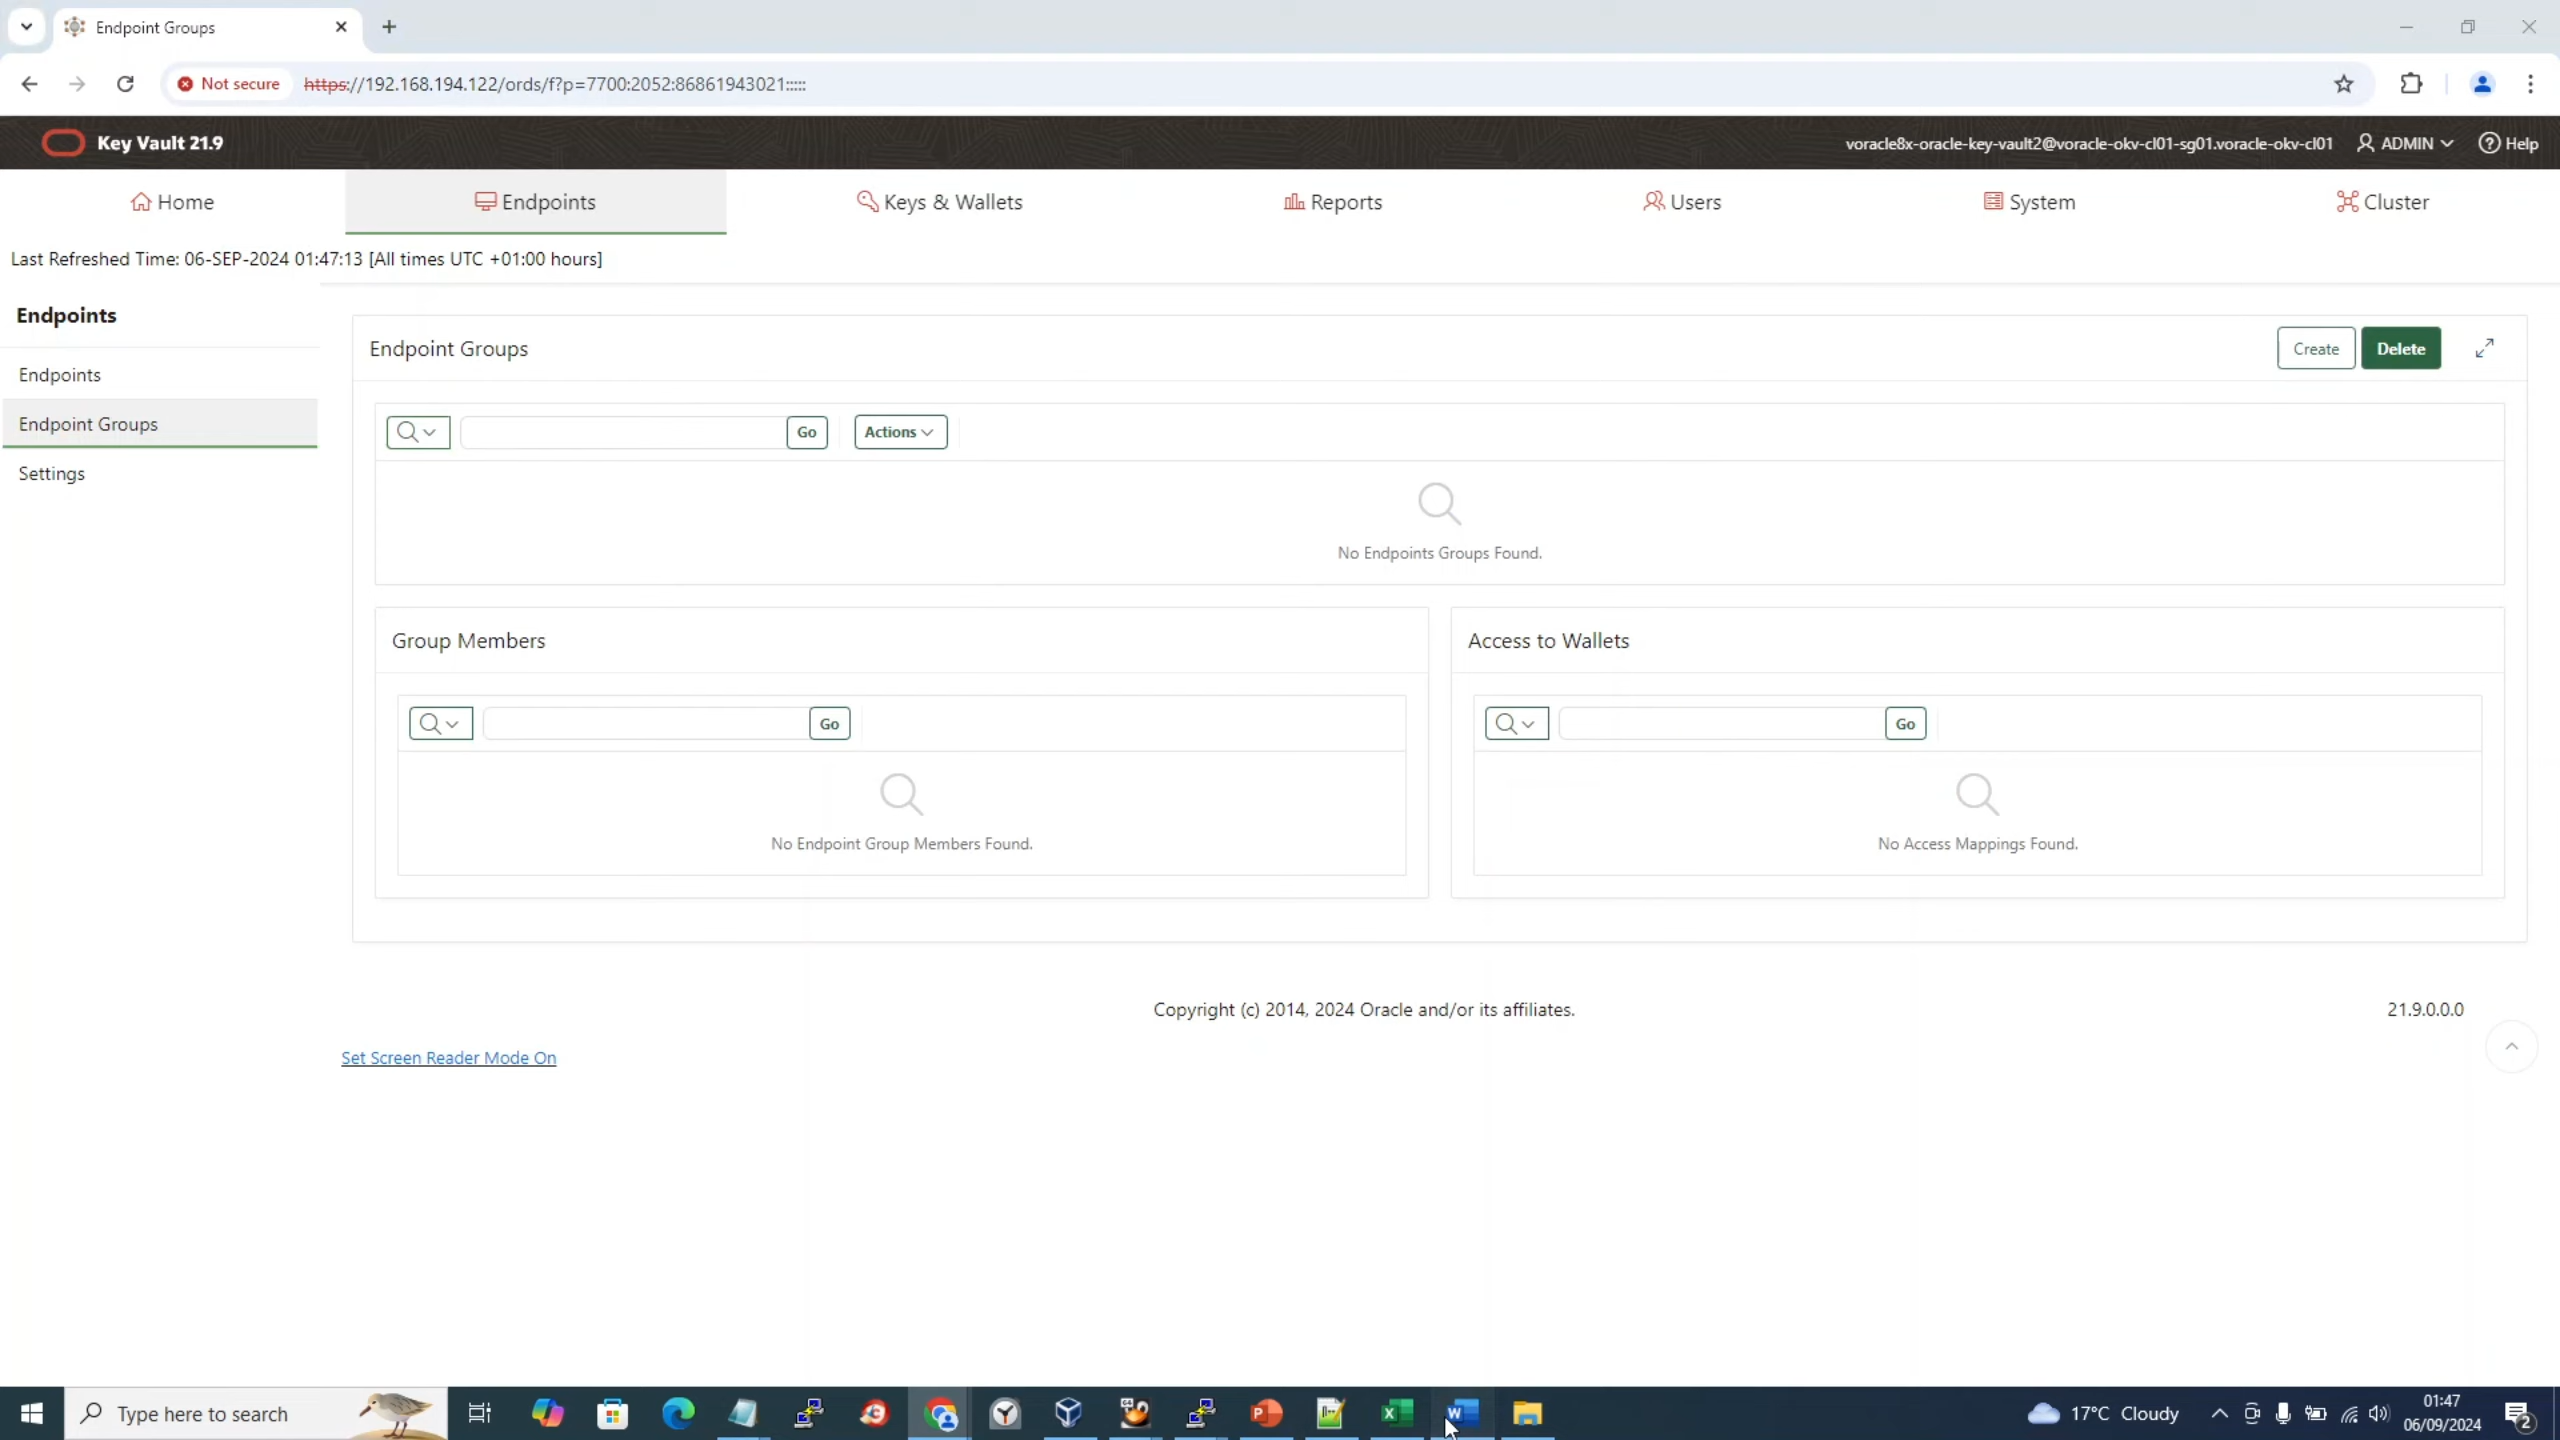 Endpoint Groups
Not secure https://192.168.194.122/ords/f?p=7700:2052:86861943021:::::
Key Vault 21.9
voracle8x-oracle-key-vault2@voracle-okv-cl01-sg01.voracle-okv-cl01 ADMIN Help
Home Endpoints Keys & Wallets Reports Users System Cluster
Last Refreshed Time: 06-SEP-2024 01:47:13 [All times UTC +01:00 hours]
Endpoints
Endpoints
Endpoint Groups
Settings
Endpoint Groups Create Delete
Go Actions
No Endpoints Groups Found.
Group Members
Go
No Endpoint Group Members Found.
Access to Wallets
Go
No Access Mappings Found.
Copyright (c) 2014, 2024 Oracle and/or its affiliates. 21.9.0.0.0
Set Screen Reader Mode On
Type here to search
17°C Cloudy
01:47
06/09/2024
2